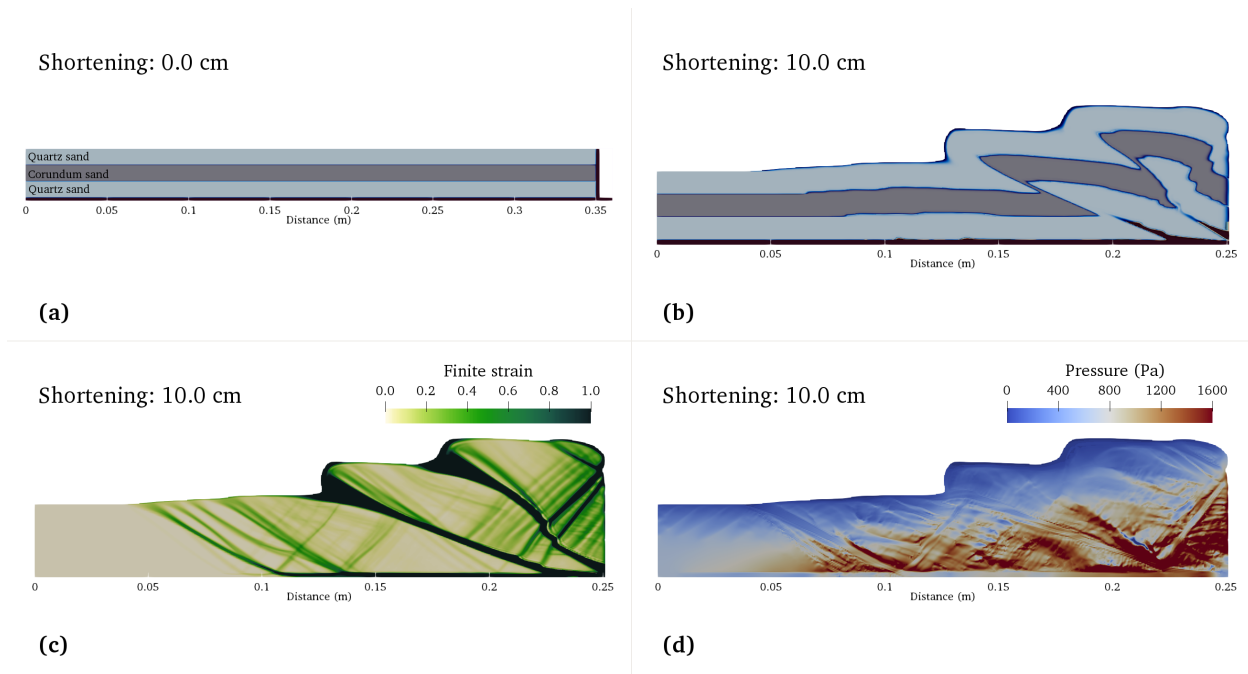 Shortening: 0.0 cm
Quartz sand
Corundum sand
Quartz sand
0 0.05 0.1 0.15 0.2 0.25 0.3 0.35
Distance (m)
(a)
Shortening: 10.0 cm
0 0.05 0.1 0.15 0.2 0.25
Distance (m)
(b)
Shortening: 10.0 cm
Finite strain
0.0 0.2 0.4 0.6 0.8 1.0
0 0.05 0.1 0.15 0.2 0.25
Distance (m)
(c)
Shortening: 10.0 cm
Pressure (Pa)
0 400 800 1200 1600
0 0.05 0.1 0.15 0.2 0.25
Distance (m)
(d)